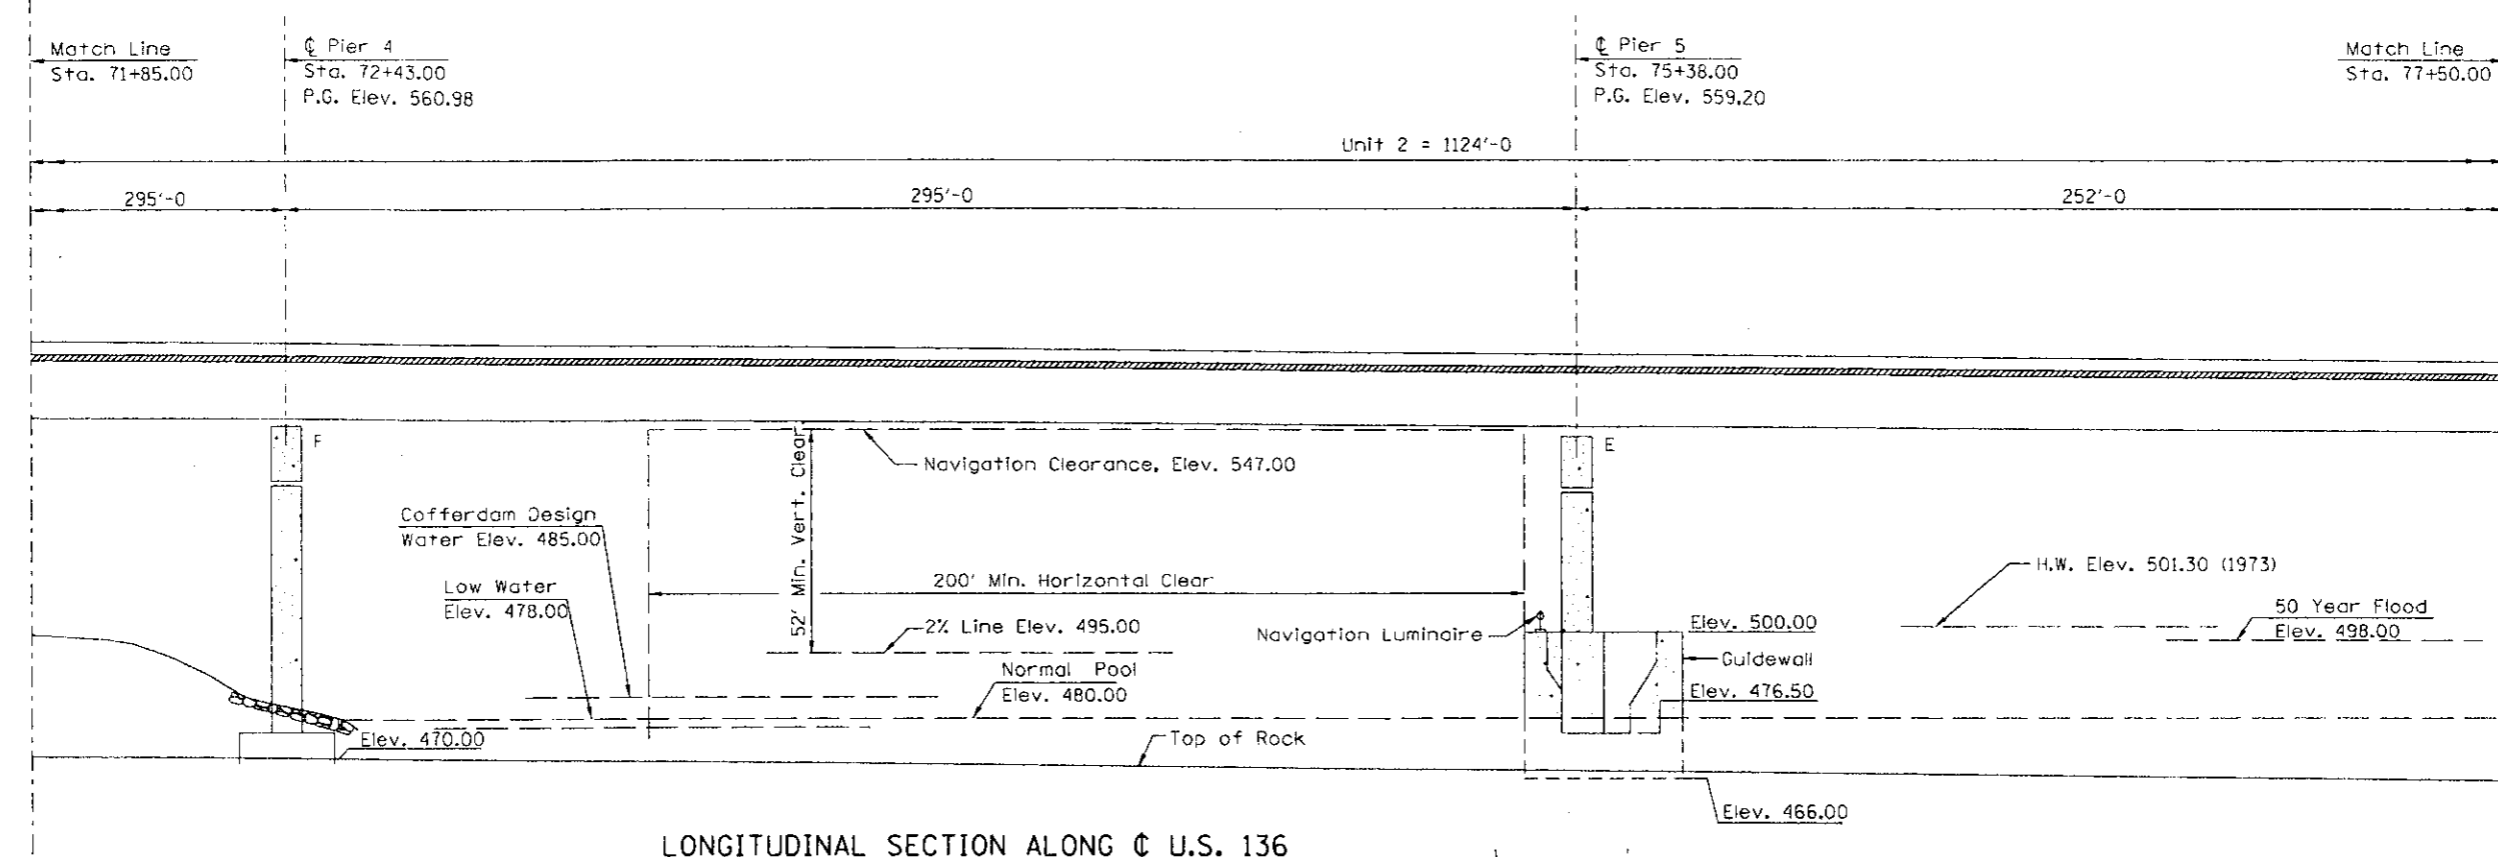 Match Line
Sta. 71+85.00
℄ Pier 4
Sta. 72+43.00
P.G. Elev. 560.98
℄ Pier 5
Sta. 75+38.00
P.G. Elev. 559.20
Match Line
Sta. 77+50.00
Unit 2 = 1124'-0
295'-0
295'-0
252'-0
F
E
52' Min. Vert. Clear
Navigation Clearance, Elev. 547.00
Cofferdam Design
Water Elev. 485.00
Low Water
Elev. 478.00
200' Min. Horizontal Clear
2% Line Elev. 495.00
Normal Pool
Elev. 480.00
Navigation Luminaire
Elev. 500.00
Guidewall
Elev. 476.50
H.W. Elev. 501.30 (1973)
50 Year Flood
Elev. 498.00
Elev. 470.00
Top of Rock
Elev. 466.00
LONGITUDINAL SECTION ALONG ℄ U.S. 136